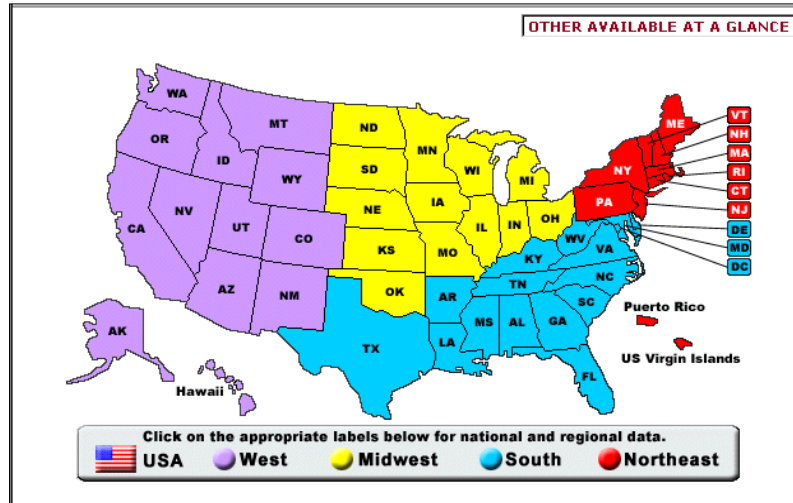 OTHER AVAILABLE AT A GLANCE
WA
MT
ND
MN
ME
VT
NH
MA
RI
CT
NJ
DE
MD
DC
OR
ID
WY
SD
WI
MI
NY
PA
NV
CA
UT
CO
NE
IA
IL
IN
OH
KS
MO
WV
VA
KY
NC
TN
AZ
NM
OK
AR
SC
MS
AL
GA
TX
LA
FL
AK
Hawaii
Puerto Rico
US Virgin Islands
Click on the appropriate labels below for national and regional data.
USA West Midwest South Northeast